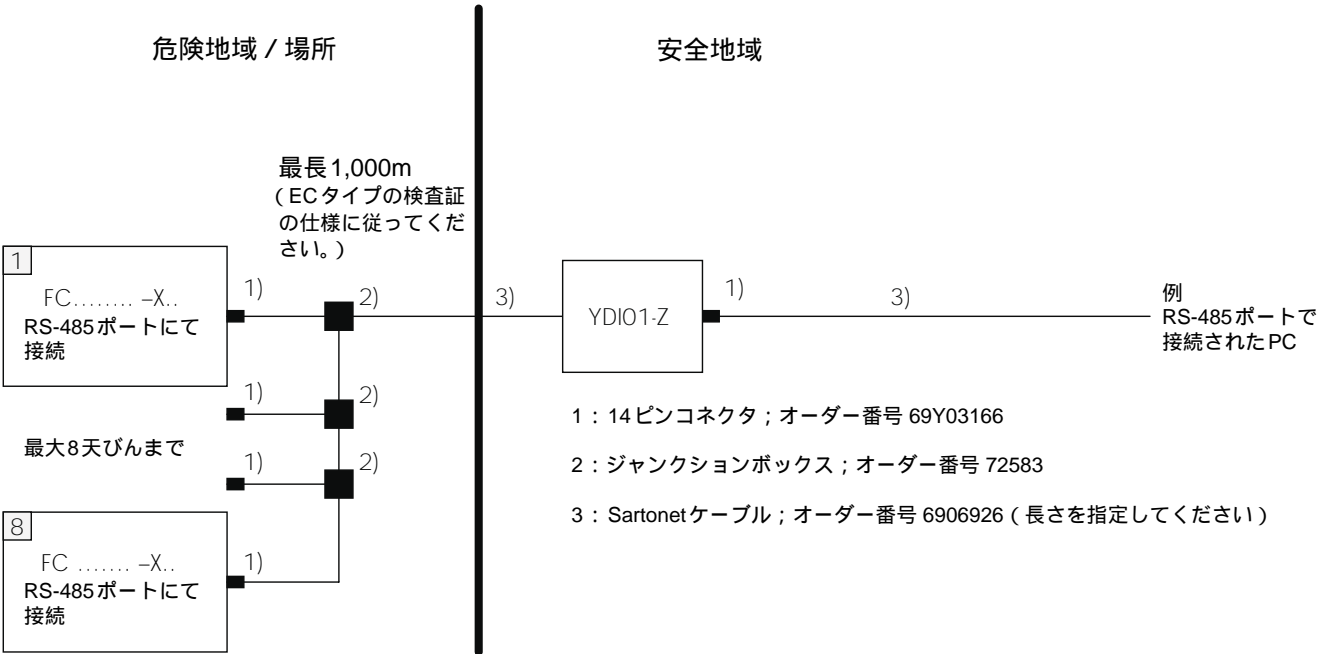 危険地域 / 場所
安全地域
最長1,000m
（ECタイプの検査証
の仕様に従ってくだ
さい。）
1
FC........ –X..
RS-485ポートにて
接続
1)
2)
3)
YDI01-Z
1)
3)
例
RS-485ポートで
接続されたPC
1)
2)
最大8天びんまで
1)
2)
8
FC ....... –X..
RS-485ポートにて
接続
1)
1 : 14ピンコネクタ ; オーダー番号 69Y03166
2 : ジャンクションボックス ; オーダー番号 72583
3 : Sartonetケーブル ; オーダー番号 6906926（長さを指定してください）